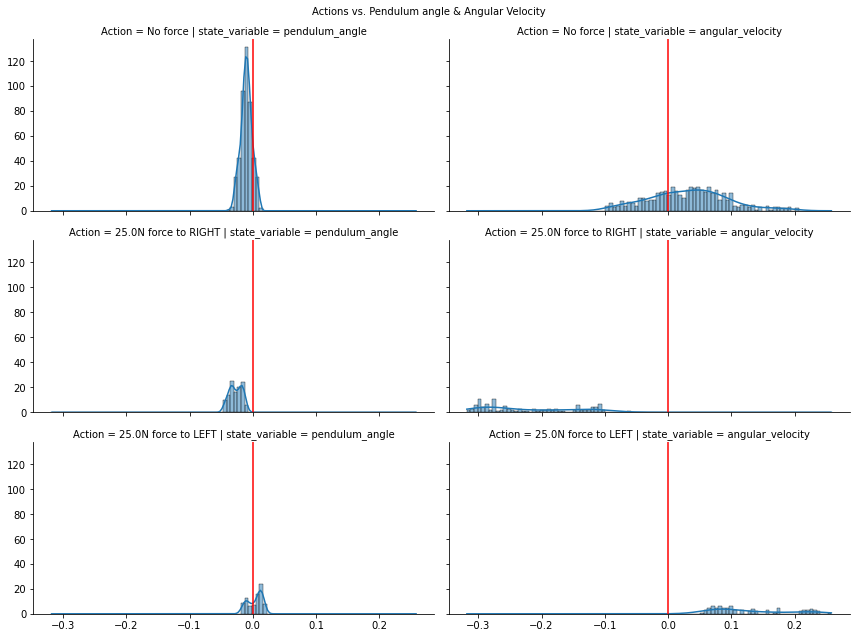 Actions vs. Pendulum angle & Angular Velocity
Action = No force | state_variable = pendulum_angle
Action = No force | state_variable = angular_velocity
120
100
80
60
40
20
0
Action = 25.0N force to RIGHT | state_variable = pendulum_angle
Action = 25.0N force to RIGHT | state_variable = angular_velocity
120
100
80
60
40
20
0
Action = 25.0N force to LEFT | state_variable = pendulum_angle
Action = 25.0N force to LEFT | state_variable = angular_velocity
120
100
80
60
40
20
0
−0.3 −0.2 −0.1 0.0 0.1 0.2
−0.3 −0.2 −0.1 0.0 0.1 0.2